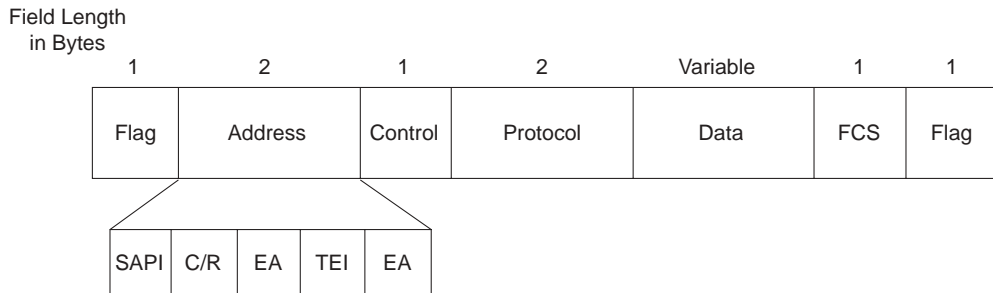 Field Length
in Bytes
1 2 1 2 Variable 1 1
Flag Address Control Protocol Data FCS Flag
SAPI C/R EA TEI EA